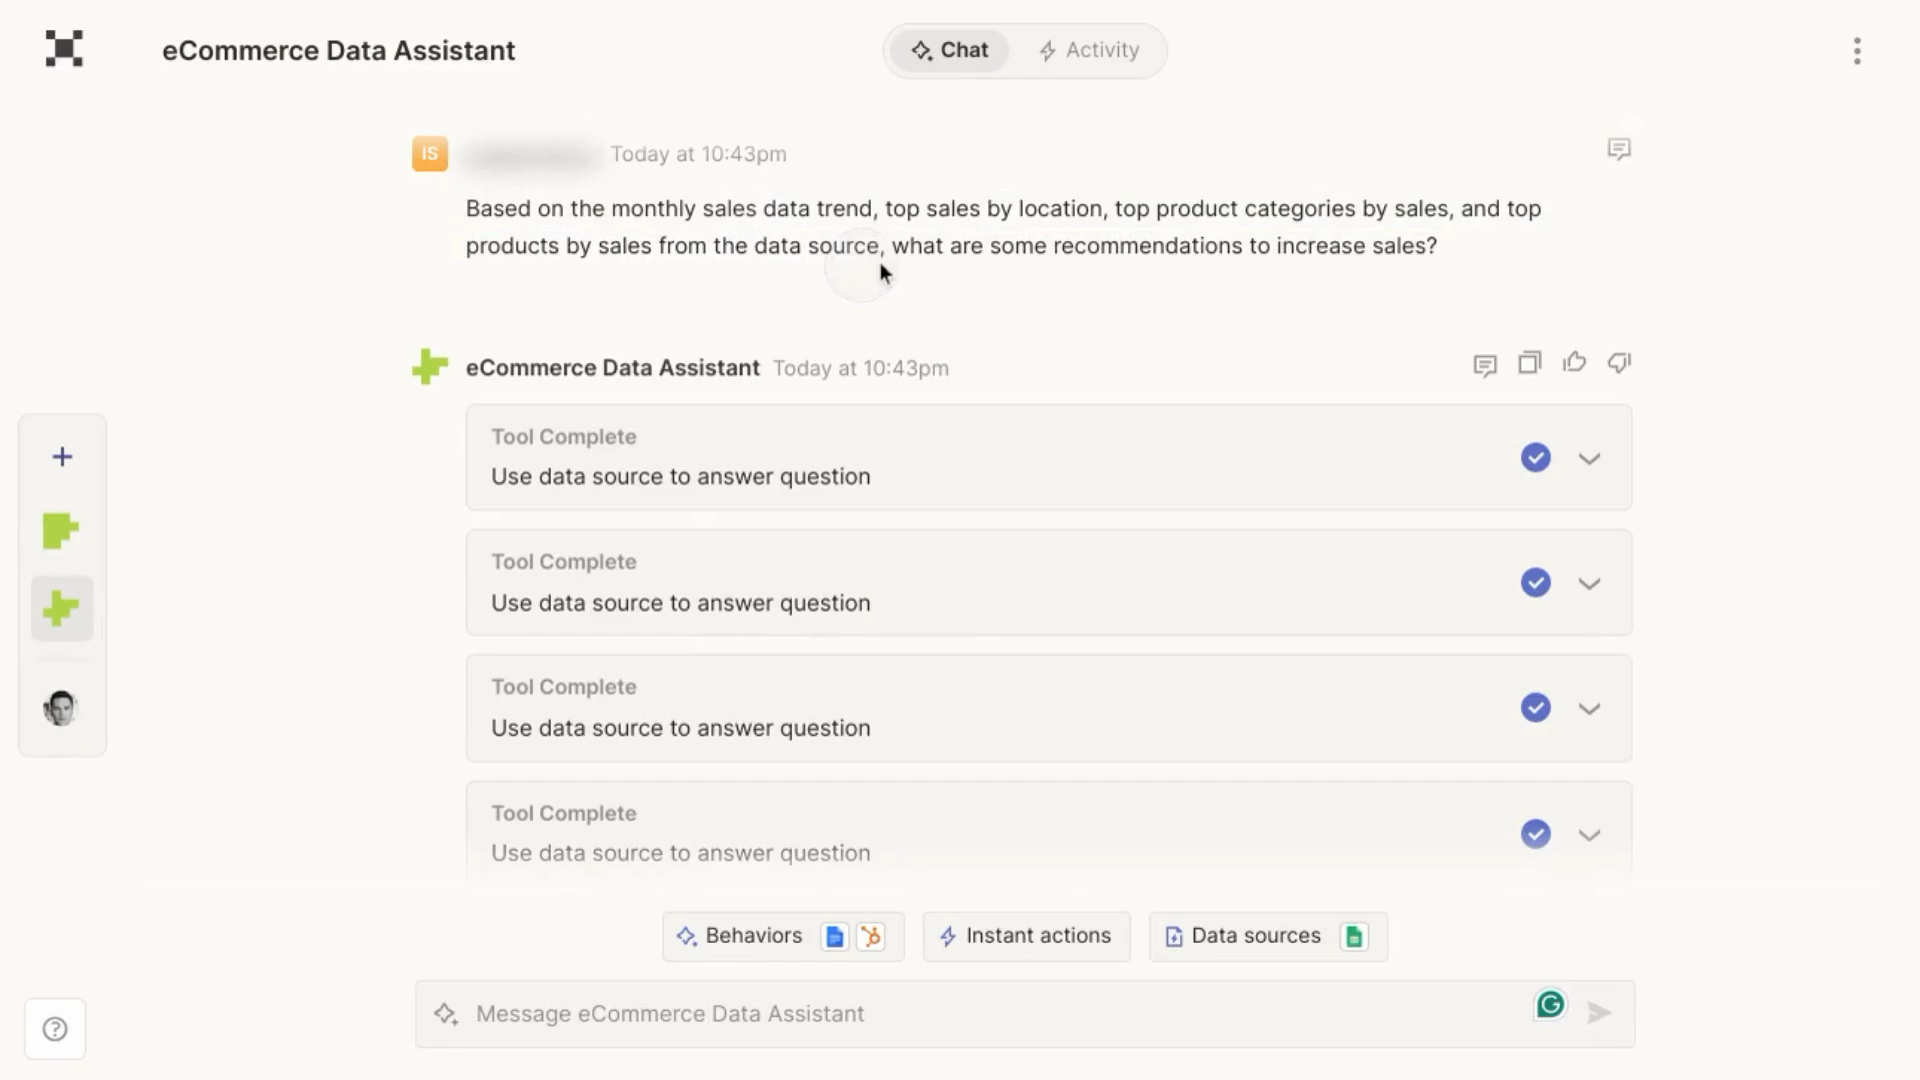 eCommerce Data Assistant
Chat
Activity
IS
Today at 10:43pm
Based on the monthly sales data trend, top sales by location, top product categories by sales, and top
products by sales from the data source, what are some recommendations to increase sales?
eCommerce Data Assistant Today at 10:43pm
Tool Complete
Use data source to answer question
Tool Complete
Use data source to answer question
Tool Complete
Use data source to answer question
Tool Complete
Use data source to answer question
Behaviors
Instant actions
Data sources
Message eCommerce Data Assistant